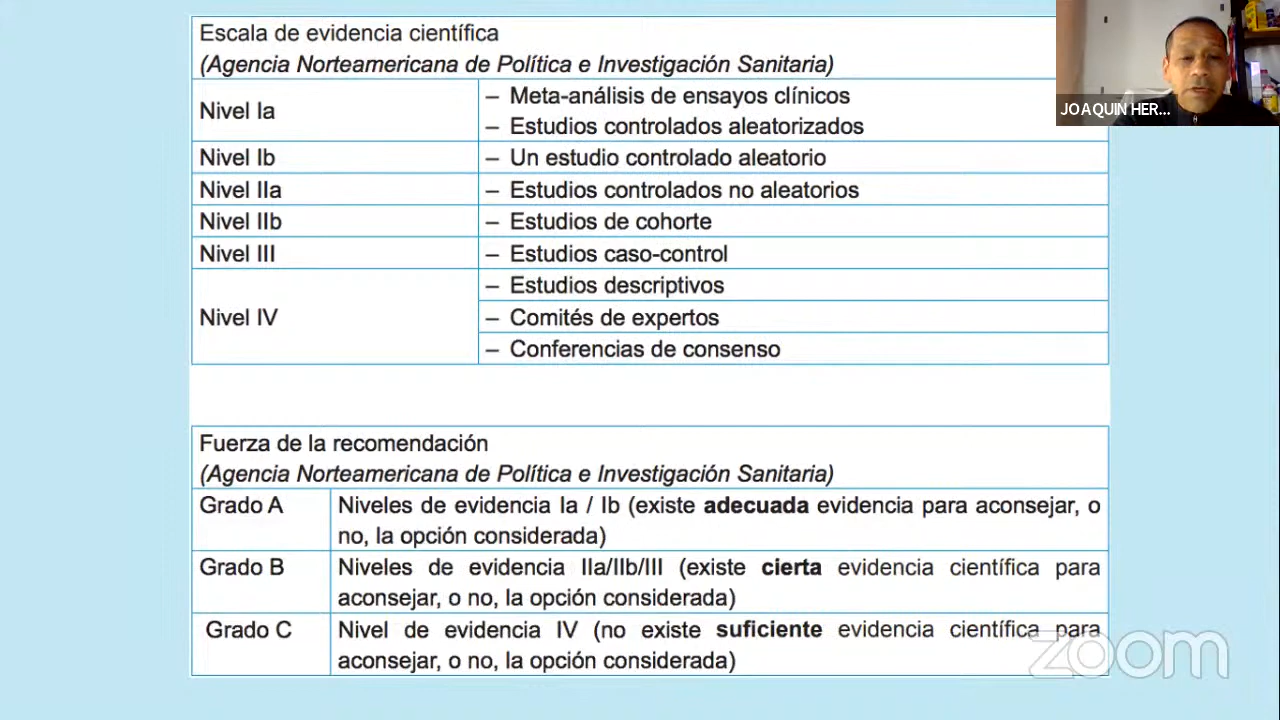 Escala de evidencia científica
(Agencia Norteamericana de Política e Investigación Sanitaria)
Nivel Ia
– Meta-análisis de ensayos clínicos
– Estudios controlados aleatorizados
Nivel Ib
– Un estudio controlado aleatorio
Nivel IIa
– Estudios controlados no aleatorios
Nivel IIb
– Estudios de cohorte
Nivel III
– Estudios caso-control
Nivel IV
– Estudios descriptivos
– Comités de expertos
– Conferencias de consenso
JOAQUIN HER...
Fuerza de la recomendación
(Agencia Norteamericana de Política e Investigación Sanitaria)
Grado A
Niveles de evidencia Ia / Ib (existe adecuada evidencia para aconsejar, o
no, la opción considerada)
Grado B
Niveles de evidencia IIa/IIb/III (existe cierta evidencia científica para
aconsejar, o no, la opción considerada)
Grado C
Nivel de evidencia IV (no existe suficiente evidencia científica para
aconsejar, o no, la opción considerada)
zoom